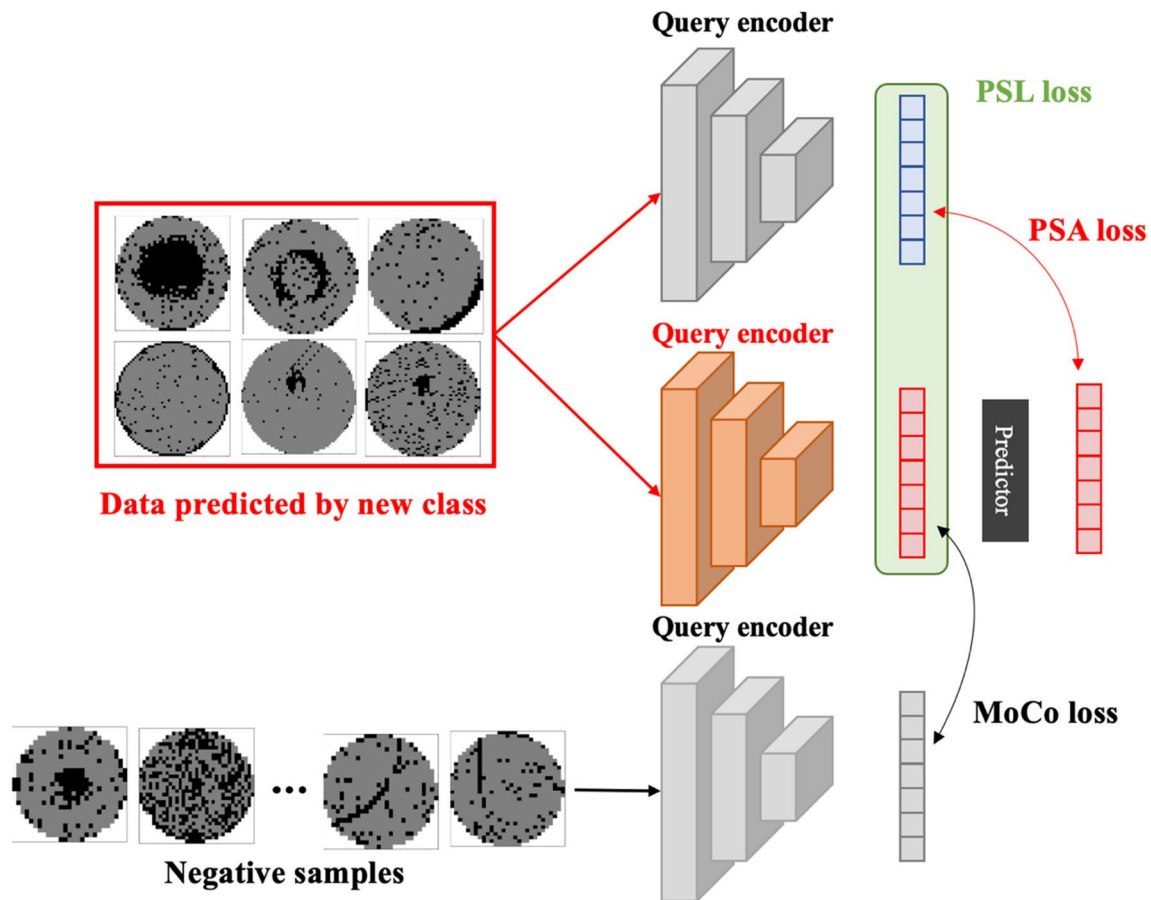 Query encoder
PSL loss
PSA loss
Query encoder
Predictor
Data predicted by new class
Query encoder
MoCo loss
...
Negative samples